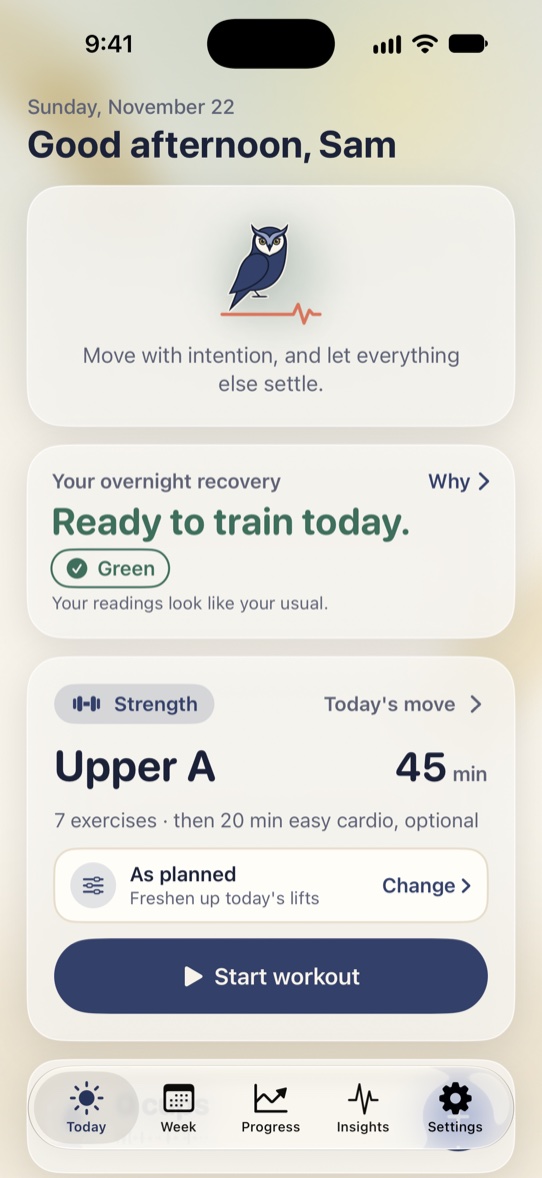 9:41
Sunday, November 22
Good afternoon, Sam
Move with intention, and let everything
else settle.
Your overnight recovery
Why
Ready to train today.
Green
Your readings look like your usual.
Strength
Today's move
Upper A
45 min
7 exercises · then 20 min easy cardio, optional
As planned
Freshen up today's lifts
Change
Start workout
Today
Week
Progress
Insights
Settings